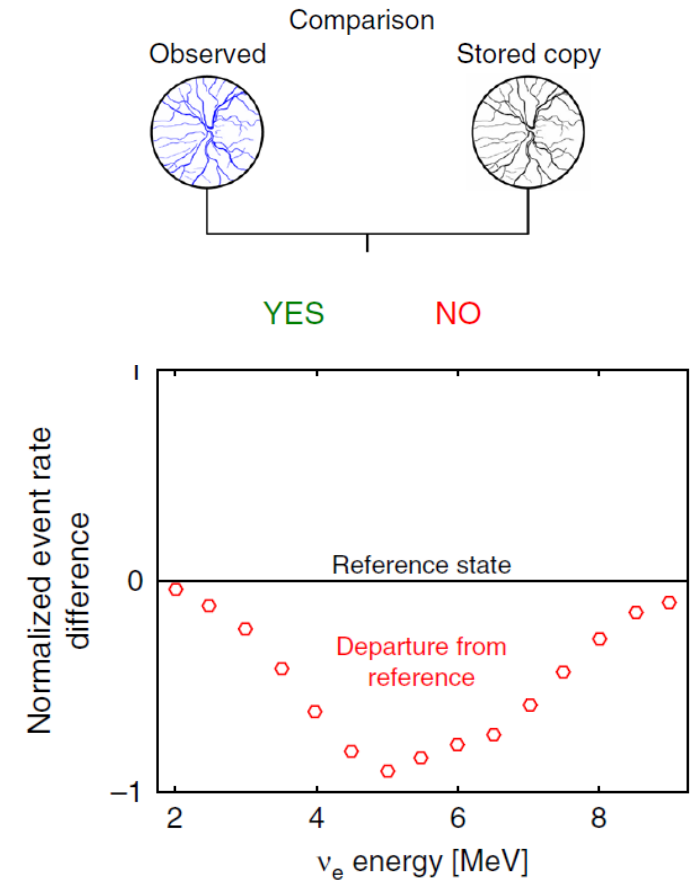 Comparison
Observed
Stored copy
YES
NO
1
Normalized event rate
difference
Reference state
0
Departure from
reference
−1
2
4
6
8
νe energy [MeV]